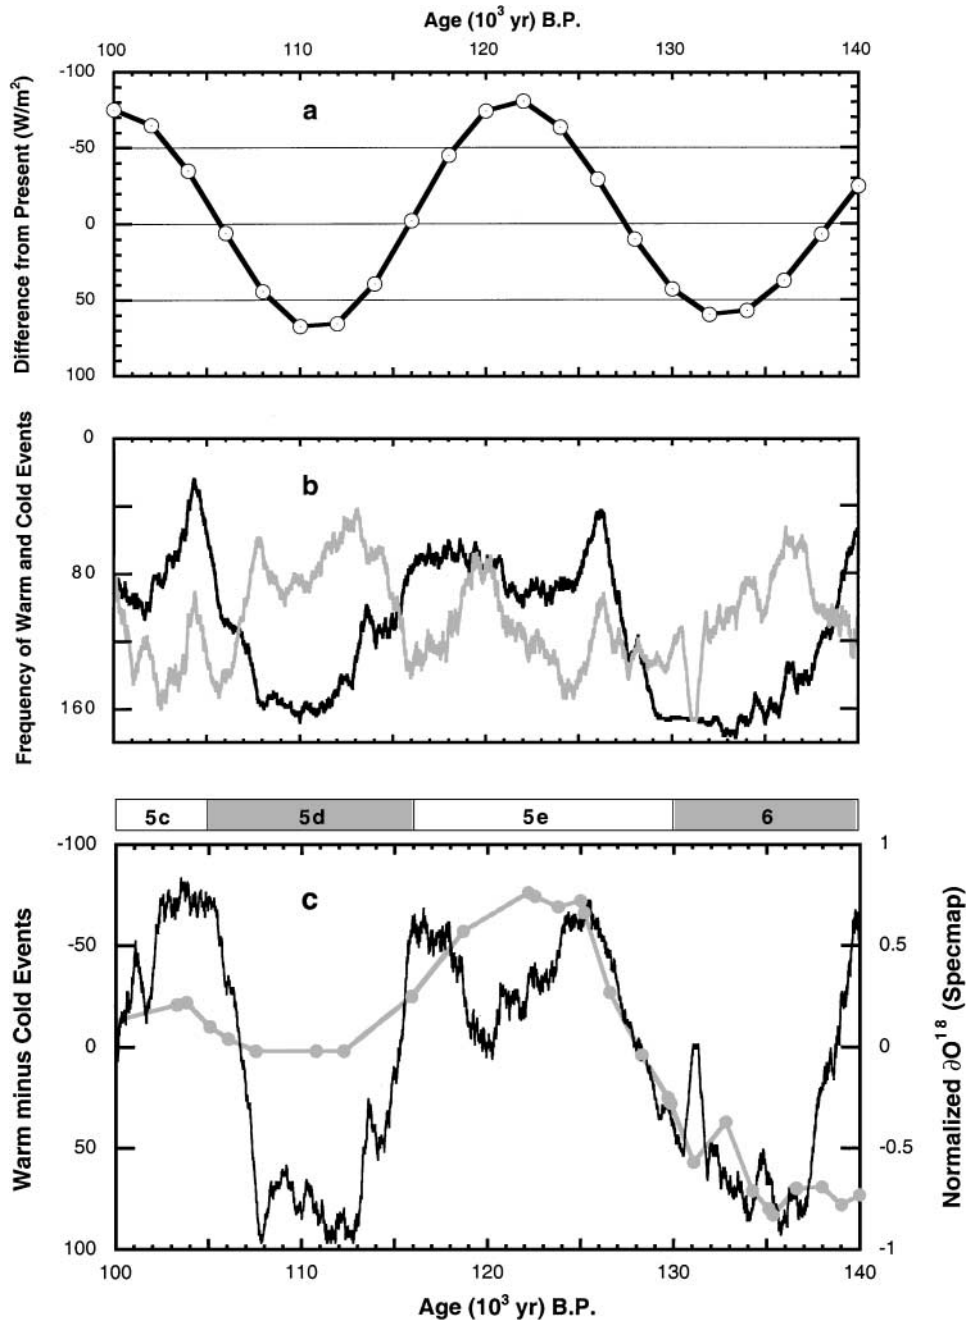 Age (10³ yr) B.P.
100 110 120 130 140
Difference from Present (W/m²)
-100
-50
0
50
100
a
Frequency of Warm and Cold Events
0
80
160
b
5c 5d 5e 6
Warm minus Cold Events
-100
-50
0
50
100
c
1
0.5
0
-0.5
-1
Normalized ∂O¹⁸ (Specmap)
100 110 120 130 140
Age (10³ yr) B.P.